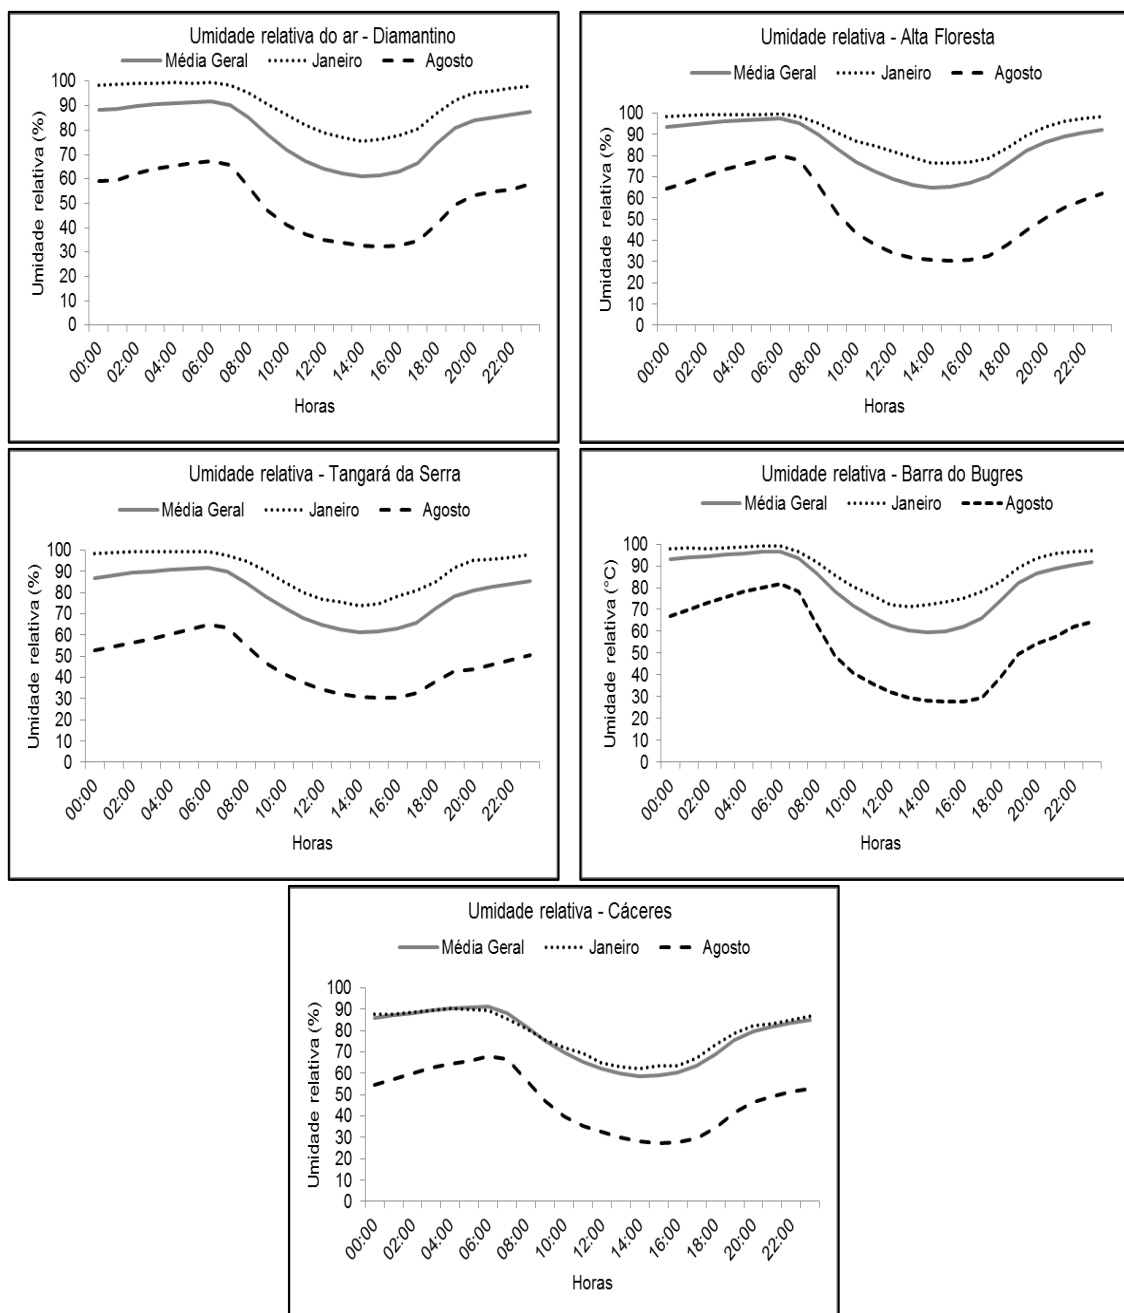 Umidade relativa do ar - Diamantino
Média Geral Janeiro Agosto
Umidade relativa (%)
100
90
80
70
60
50
40
30
20
10
0
00:00 02:00 04:00 06:00 08:00 10:00 12:00 14:00 16:00 18:00 20:00 22:00
Horas
Umidade relativa - Alta Floresta
Média Geral Janeiro Agosto
Umidade relativa (%)
100
90
80
70
60
50
40
30
20
10
0
00:00 02:00 04:00 06:00 08:00 10:00 12:00 14:00 16:00 18:00 20:00 22:00
Horas
Umidade relativa - Tangará da Serra
Média Geral Janeiro Agosto
Umidade relativa (%)
100
90
80
70
60
50
40
30
20
10
0
00:00 02:00 04:00 06:00 08:00 10:00 12:00 14:00 16:00 18:00 20:00 22:00
Horas
Umidade relativa - Barra do Bugres
Média Geral Janeiro Agosto
Umidade relativa (°C)
100
90
80
70
60
50
40
30
20
10
0
00:00 02:00 04:00 06:00 08:00 10:00 12:00 14:00 16:00 18:00 20:00 22:00
Horas
Umidade relativa - Cáceres
Média Geral Janeiro Agosto
Umidade relativa (%)
100
90
80
70
60
50
40
30
20
10
0
00:00 02:00 04:00 06:00 08:00 10:00 12:00 14:00 16:00 18:00 20:00 22:00
Horas